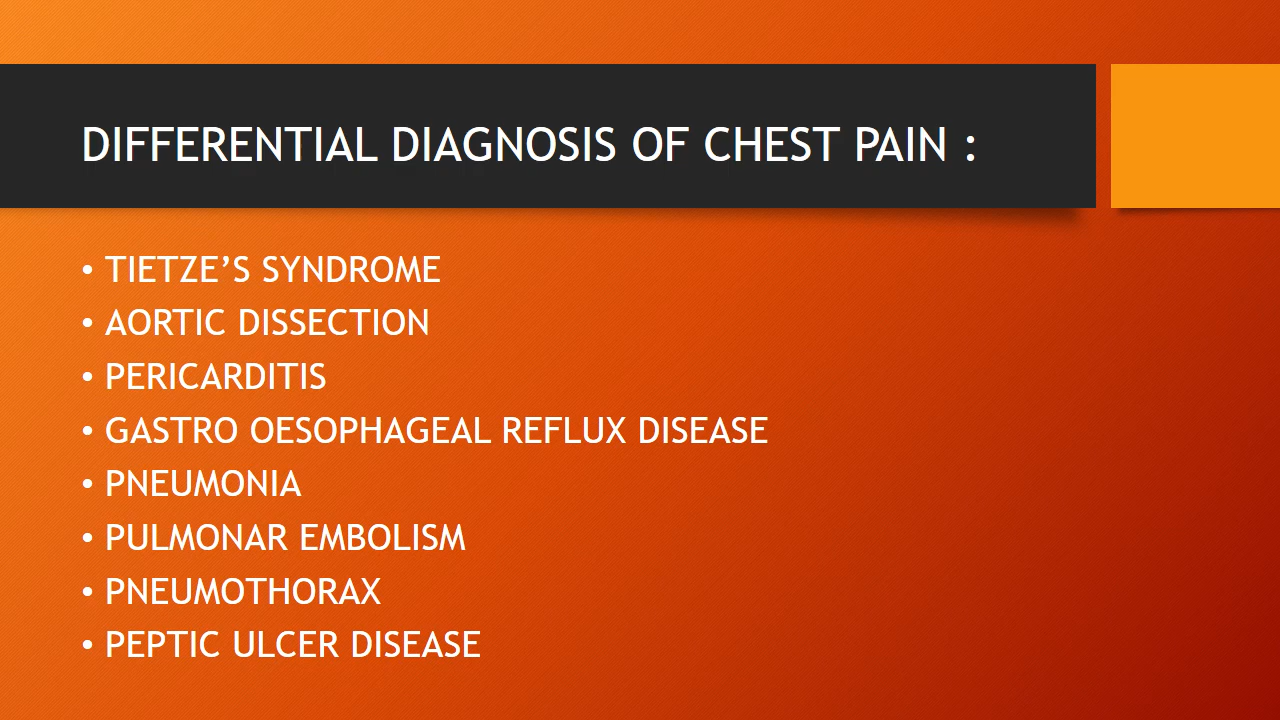 DIFFERENTIAL DIAGNOSIS OF CHEST PAIN :
• TIETZE’S SYNDROME
• AORTIC DISSECTION
• PERICARDITIS
• GASTRO OESOPHAGEAL REFLUX DISEASE
• PNEUMONIA
• PULMONAR EMBOLISM
• PNEUMOTHORAX
• PEPTIC ULCER DISEASE